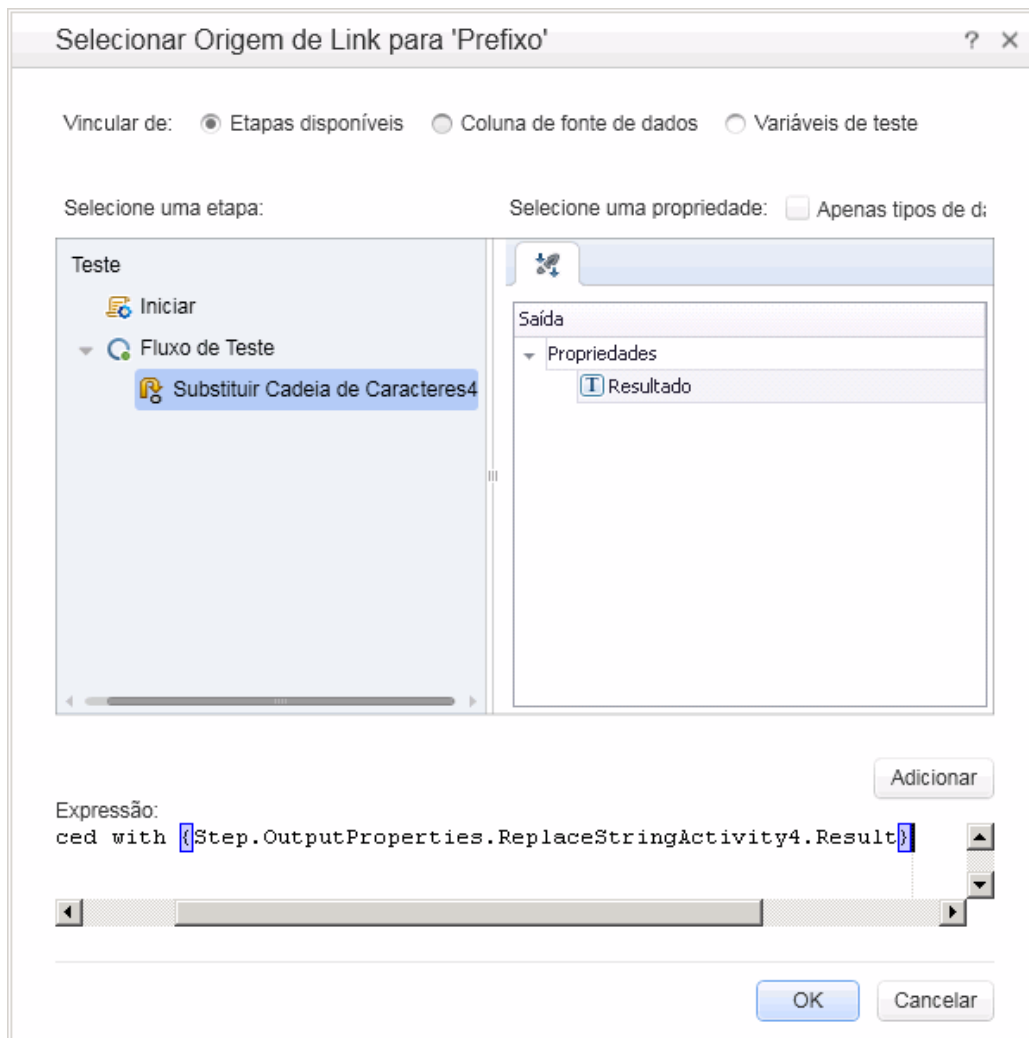 Selecionar Origem de Link para 'Prefixo' ?
Vincular de: Etapas disponíveis Coluna de fonte de dados Variáveis de teste
Selecione uma etapa: Selecione uma propriedade: Apenas tipos de da
Teste
Iniciar
Fluxo de Teste
Substituir Cadeia de Caracteres4
Saída
Propriedades
T Resultado
Adicionar
Expressão:
ced with {Step.OutputProperties.ReplaceStringActivity4.Result}
OK Cancelar